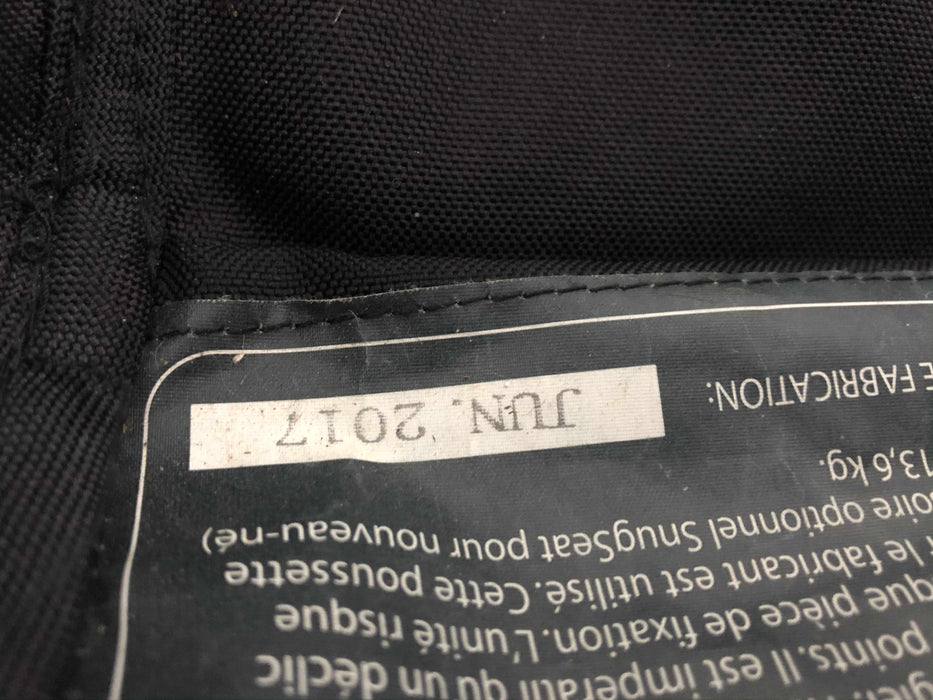 points. Il est impératif qu'un déclic
que pièce de fixation. L'unité risque
le fabricant est utilisé. Cette poussette
oire optionnel SnugSeat pour nouveau-né)
13,6 kg.
E FABRICATION: JUN. 2017